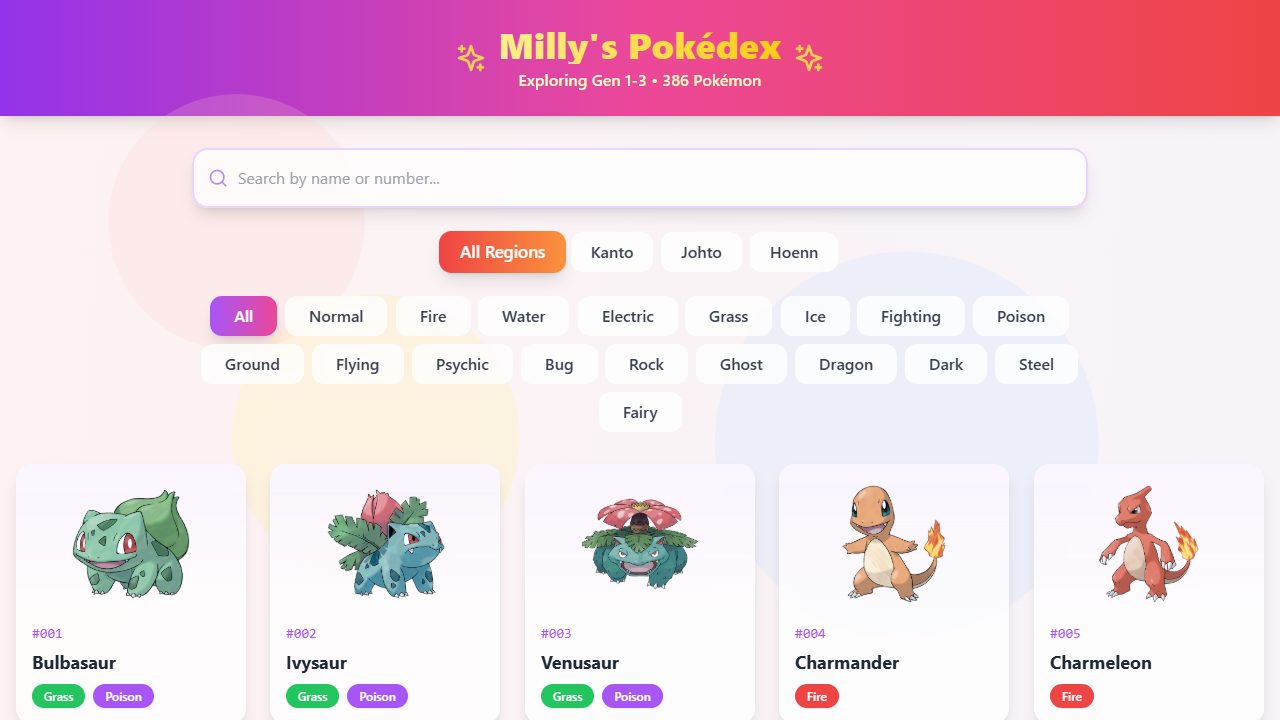 Milly's Pokédex
Exploring Gen 1-3 • 386 Pokémon
Search by name or number...
All Regions Kanto Johto Hoenn
All Normal Fire Water Electric Grass Ice Fighting Poison
Ground Flying Psychic Bug Rock Ghost Dragon Dark Steel
Fairy
#001 #002 #003 #004 #005
Bulbasaur Ivysaur Venusaur Charmander Charmeleon
Grass Poison Grass Poison Grass Poison Fire Fire